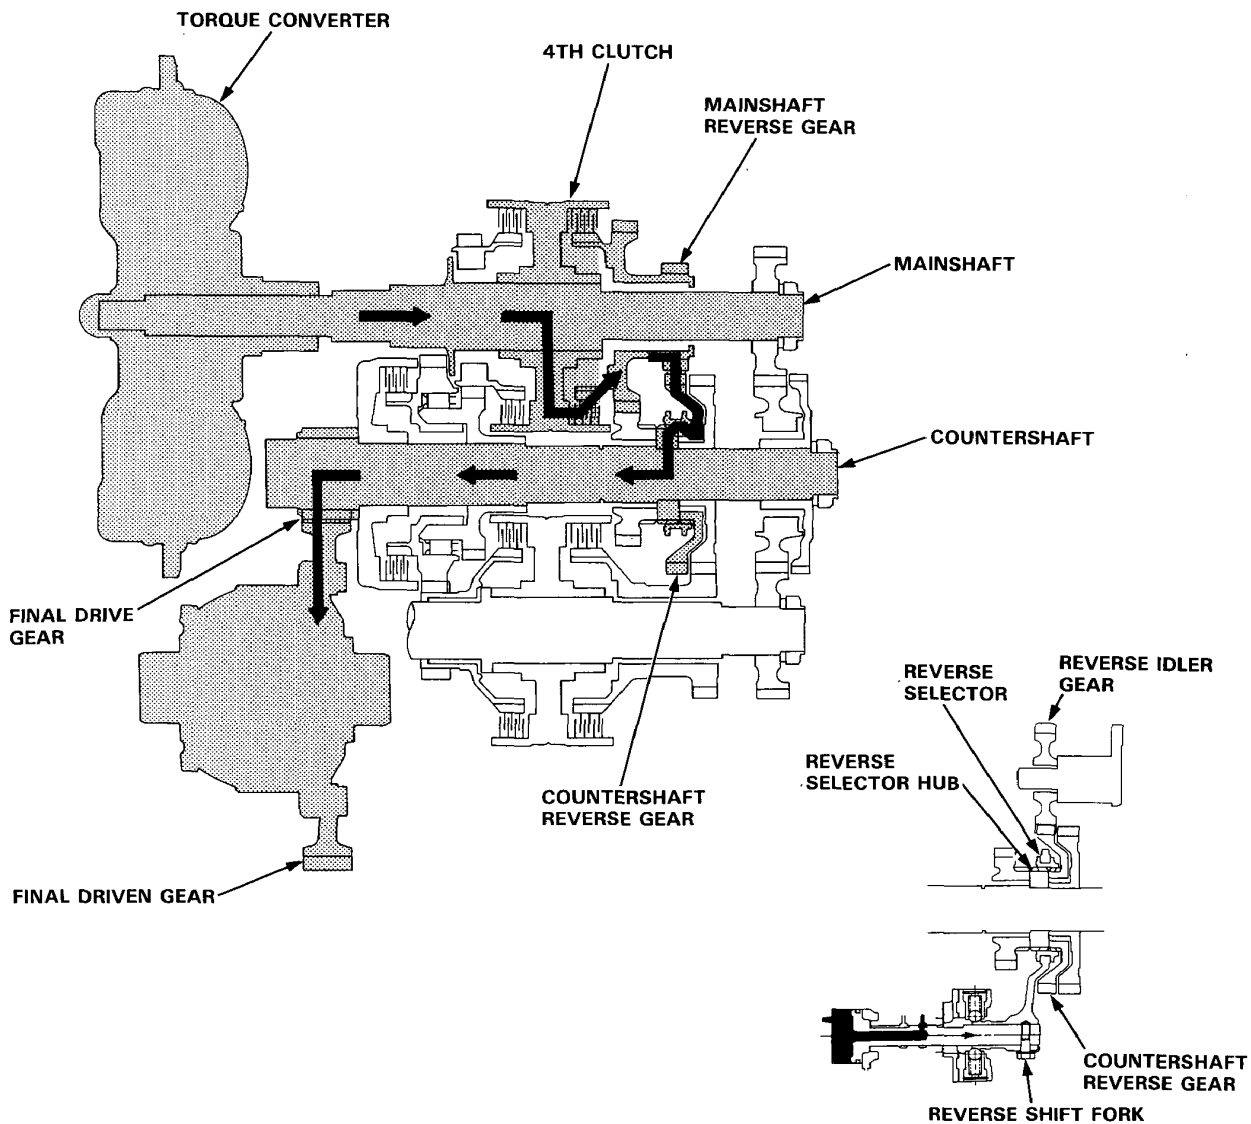 TORQUE CONVERTER
4TH CLUTCH
MAINSHAFT
REVERSE GEAR
MAINSHAFT
COUNTERSHAFT
FINAL DRIVE
GEAR
REVERSE
SELECTOR
REVERSE IDLER
GEAR
REVERSE
SELECTOR HUB
COUNTERSHAFT
REVERSE GEAR
FINAL DRIVEN GEAR
COUNTERSHAFT
REVERSE GEAR
REVERSE SHIFT FORK